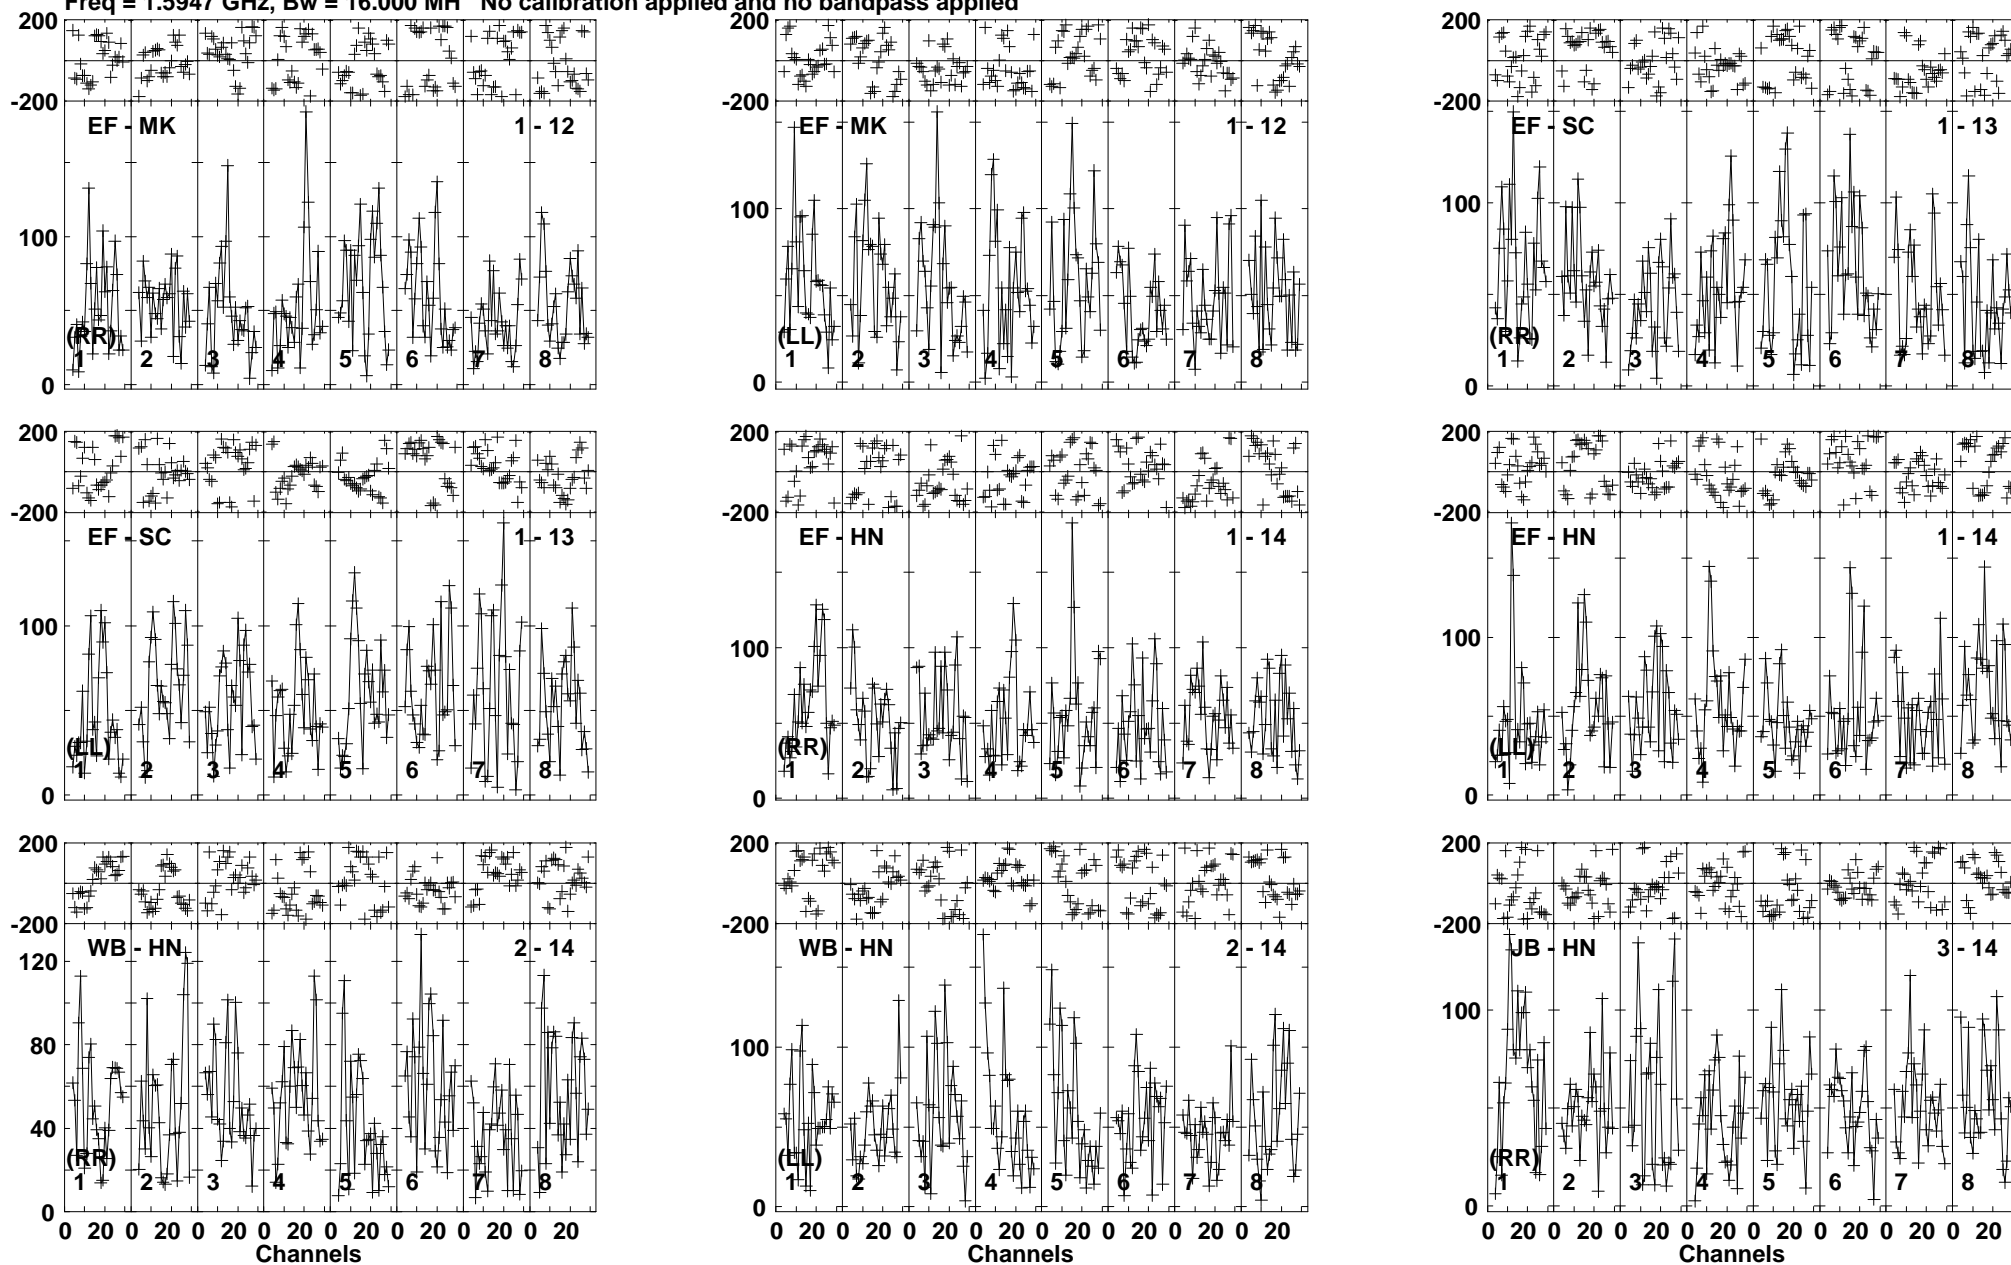 Freq = 1.5947 GHz, Bw = 16.000 MH No calibration applied and no bandpass applied
200 200 200
-200 -200 -200
EF - MK 1 - 12 EF - MK 1 - 12 EF - SC 1 - 13
100 100 100
(RR) (LL) (RR)
1 2 3 4 5 6 7 8 1 2 3 4 5 6 7 8 1 2 3 4 5 6 7 8
0 0 0
200 200 200
-200 -200 -200
EF - SC 1 - 13 EF - HN 1 - 14 EF - HN 1 - 14
100 100 100
(LL) (RR) (LL)
1 2 3 4 5 6 7 8 1 2 3 4 5 6 7 8 1 2 3 4 5 6 7 8
0 0 0
200 200 200
-200 -200 -200
WB - HN 2 - 14 WB - HN 2 - 14 JB - HN 3 - 14
120
80 100 100
40
(RR) (LL) (RR)
1 2 3 4 5 6 7 8 1 2 3 4 5 6 7 8 1 2 3 4 5 6 7 8
0 0 0
0 20 0 20 0 20 0 20 0 20 0 20 0 20 0 20 0 20 0 20 0 20 0 20 0 20 0 20 0 20 0 20 0 20 0 20 0 20 0 20 0 20 0 20 0 20 0 20
Channels Channels Channels